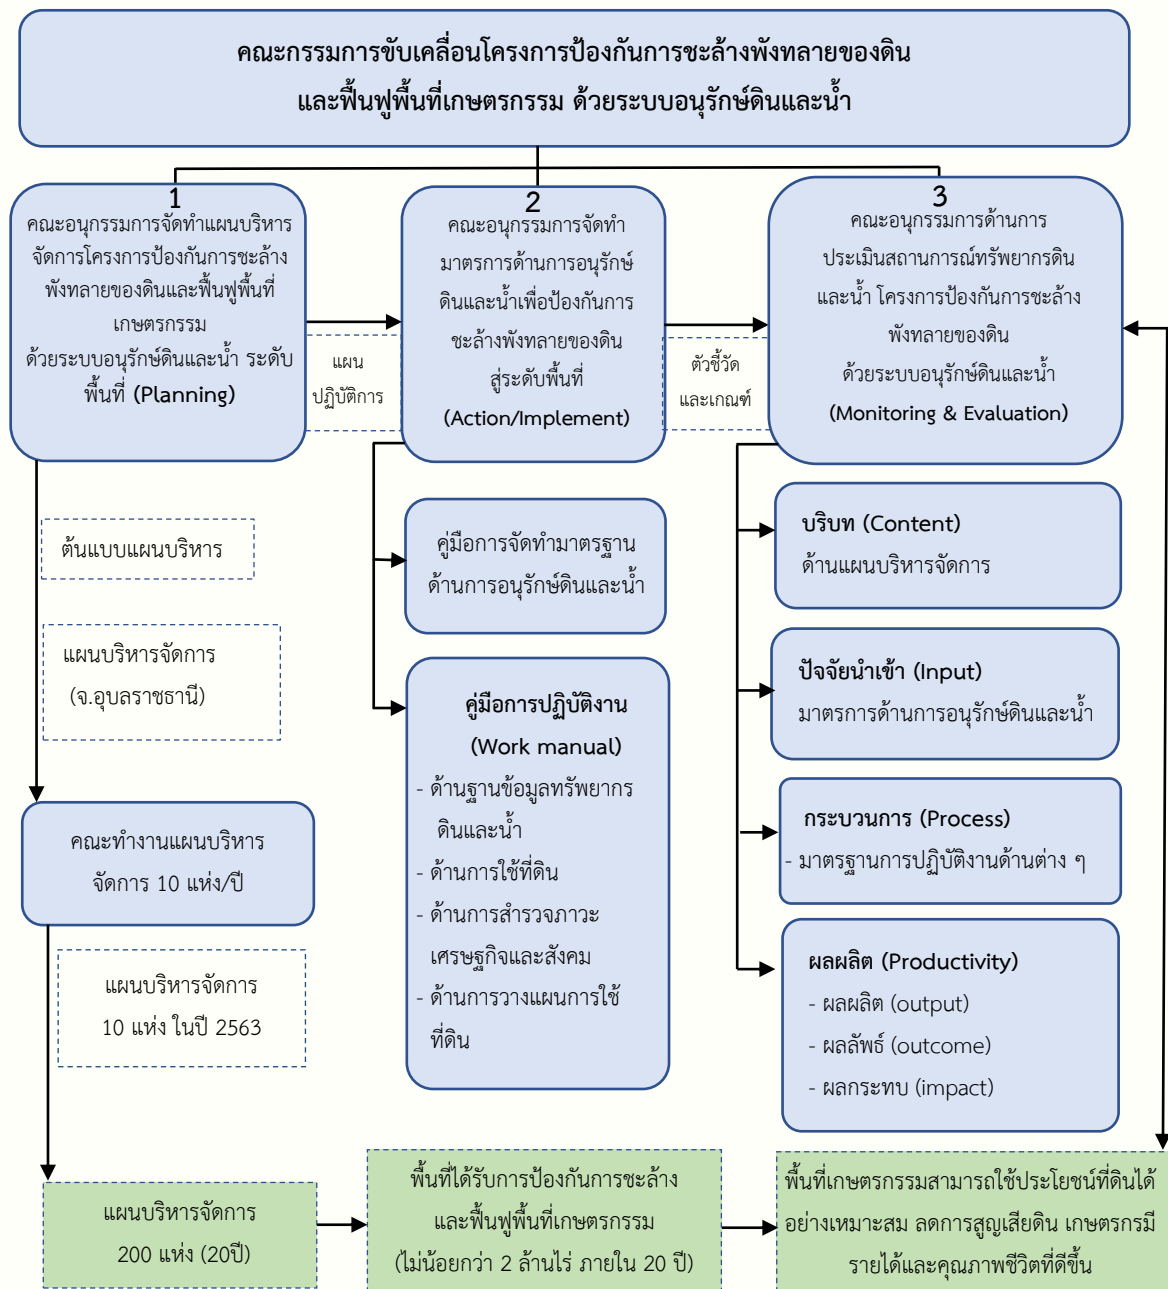 คณะกรรมการขับเคลื่อนโครงการป้องกันการชะล้างพังทลายของดิน
และฟื้นฟูพื้นที่เกษตรกรรม ด้วยระบบอนุรักษ์ดินและน้ำ
1
คณะอนุกรรมการจัดทำแผนบริหาร
จัดการโครงการป้องกันการชะล้าง
พังทลายของดินและฟื้นฟูพื้นที่
เกษตรกรรม
ด้วยระบบอนุรักษ์ดินและน้ำ ระดับ
พื้นที่ (Planning)
แผน
ปฏิบัติการ
2
คณะอนุกรรมการจัดทำ
มาตรการด้านการอนุรักษ์
ดินและน้ำเพื่อป้องกันการ
ชะล้างพังทลายของดิน
สู่ระดับพื้นที่
(Action/Implement)
ตัวชี้วัด
และเกณฑ์
3
คณะอนุกรรมการด้านการ
ประเมินสถานการณ์ทรัพยากรดิน
และน้ำ โครงการป้องกันการชะล้าง
พังทลายของดิน
ด้วยระบบอนุรักษ์ดินและน้ำ
(Monitoring & Evaluation)
ต้นแบบแผนบริหาร
แผนบริหารจัดการ
(จ.อุบลราชธานี)
คณะทำงานแผนบริหาร
จัดการ 10 แห่ง/ปี
แผนบริหารจัดการ
10 แห่ง ในปี 2563
คู่มือการจัดทำมาตรฐาน
ด้านการอนุรักษ์ดินและน้ำ
คู่มือการปฏิบัติงาน
(Work manual)
- ด้านฐานข้อมูลทรัพยากร
ดินและน้ำ
- ด้านการใช้ที่ดิน
- ด้านการสำรวจภาวะ
เศรษฐกิจและสังคม
- ด้านการวางแผนการใช้
ที่ดิน
บริบท (Content)
ด้านแผนบริหารจัดการ
ปัจจัยนำเข้า (Input)
มาตรการด้านการอนุรักษ์ดินและน้ำ
กระบวนการ (Process)
- มาตรฐานการปฏิบัติงานด้านต่าง ๆ
ผลผลิต (Productivity)
- ผลผลิต (output)
- ผลลัพธ์ (outcome)
- ผลกระทบ (impact)
แผนบริหารจัดการ
200 แห่ง (20ปี)
พื้นที่ได้รับการป้องกันการชะล้าง
และฟื้นฟูพื้นที่เกษตรกรรม
(ไม่น้อยกว่า 2 ล้านไร่ ภายใน 20 ปี)
พื้นที่เกษตรกรรมสามารถใช้ประโยชน์ที่ดินได้
อย่างเหมาะสม ลดการสูญเสียดิน เกษตรกรมี
รายได้และคุณภาพชีวิตที่ดีขึ้น